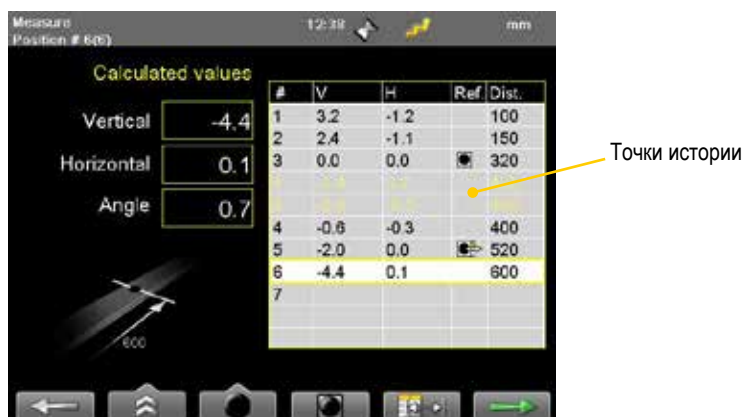 Measure 12:38 mm
Position # 6(6)
Calculated values
Vertical -4.4
Horizontal 0.1
Angle 0.7
600
# V H Ref. Dist.
1 3.2 -1.2 100
2 2.4 -1.1 150
3 0.0 0.0 320
4 -0.6 -0.3 400
5 -2.0 0.0 520
6 -4.4 0.1 600
7
Точки истории